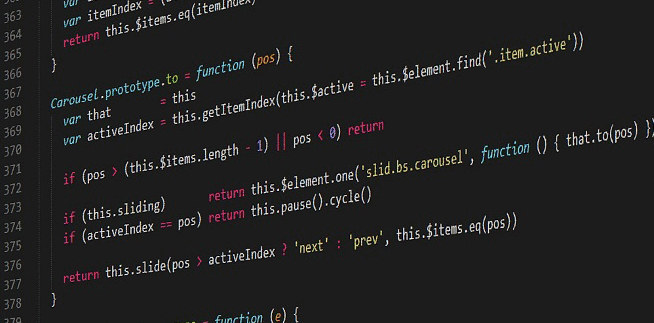 var
363 var itemIndex = (
364 return this.$items.eq(itemIndex)
365 }
366
367 Carousel.prototype.to = function (pos) {
368 var that = this
369 var activeIndex = this.getItemIndex(this.$active = this.$element.find('.item.active'))
370
371 if (pos > (this.$items.length - 1) || pos < 0) return
372
373 if (this.sliding) return this.$element.one('slid.bs.carousel', function () { that.to(pos) })
374 if (activeIndex == pos) return this.pause().cycle()
375
376 return this.slide(pos > activeIndex ? 'next' : 'prev', this.$items.eq(pos))
377 }
378
379 = function (e) {